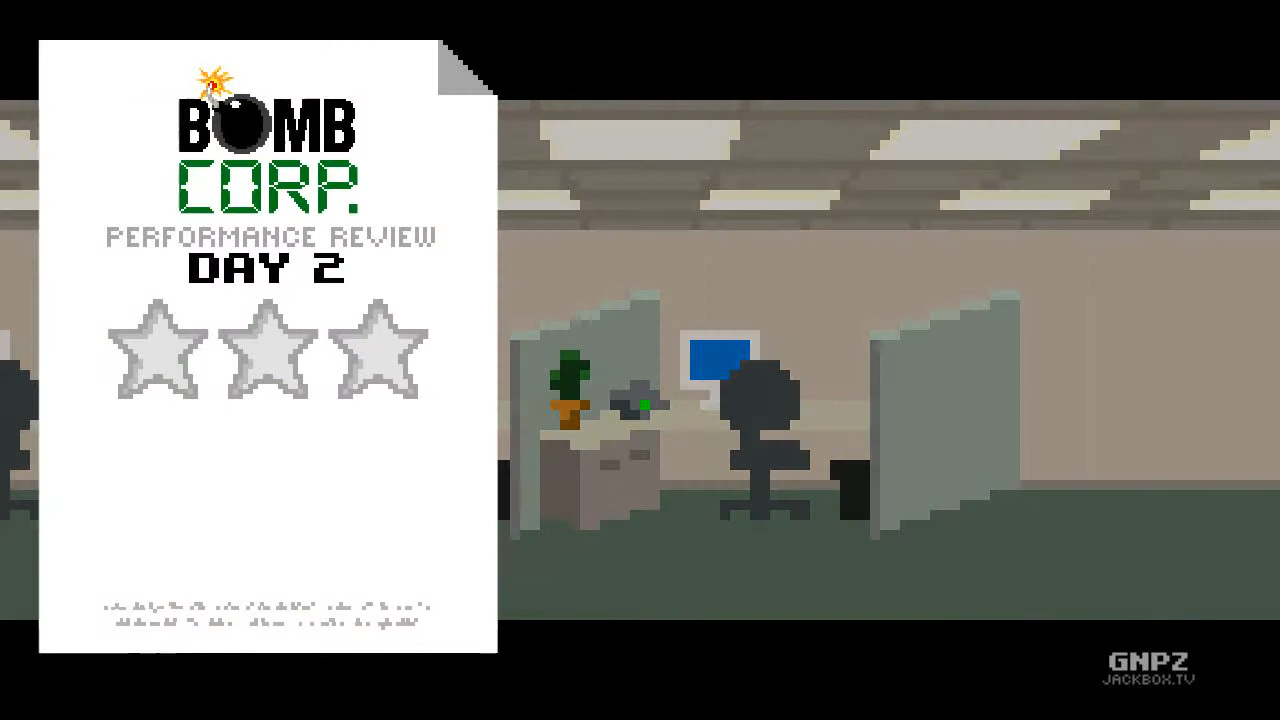 BOMB
CORP.
PERFORMANCE REVIEW
DAY 2
GNPZ
JACKBOX.TV